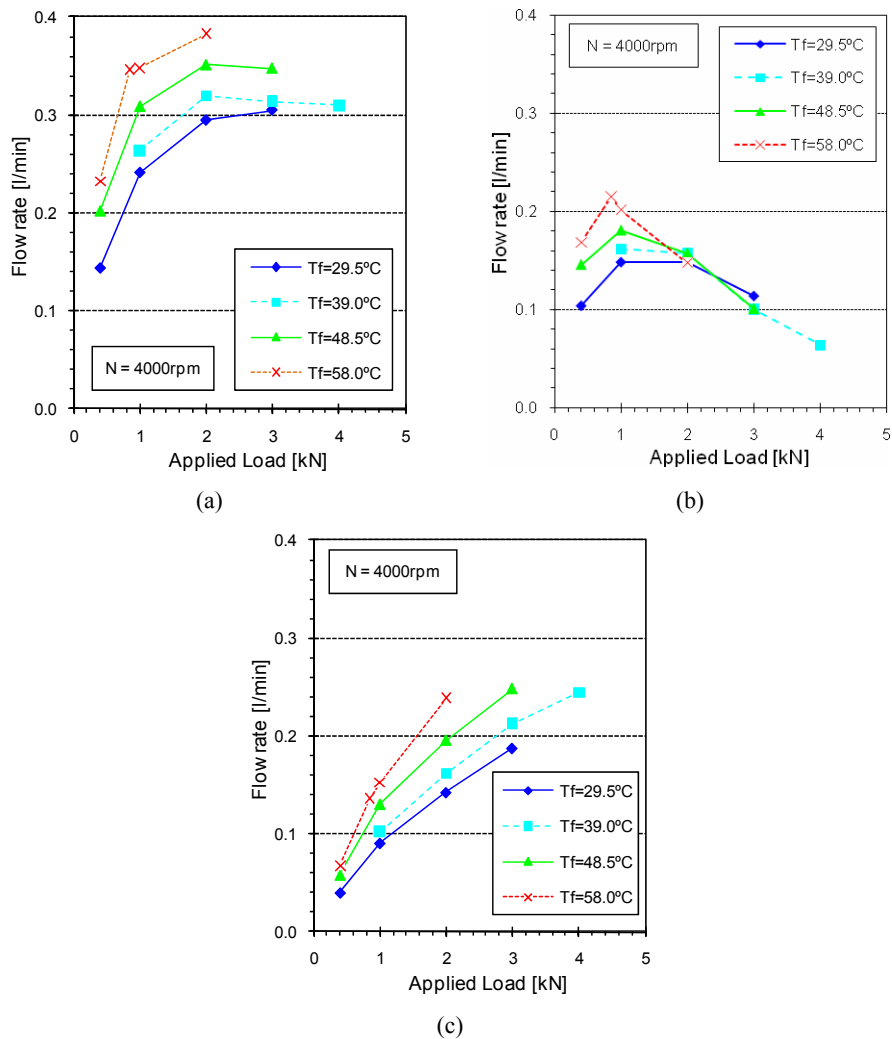 0.4
0.3
0.2
0.1
0.0
Flow rate [l/min]
Tf=29.5ºC
Tf=39.0ºC
Tf=48.5ºC
Tf=58.0ºC
N = 4000rpm
0 1 2 3 4 5
Applied Load [kN]
(a)
0.4
0.3
0.2
0.1
0.0
Flow rate [l/min]
N = 4000rpm
Tf=29.5ºC
Tf=39.0ºC
Tf=48.5ºC
Tf=58.0ºC
0 1 2 3 4 5
Applied Load [kN]
(b)
0.4
0.3
0.2
0.1
0.0
Flow rate [l/min]
N = 4000rpm
Tf=29.5ºC
Tf=39.0ºC
Tf=48.5ºC
Tf=58.0ºC
0 1 2 3 4 5
Applied Load [kN]
(c)